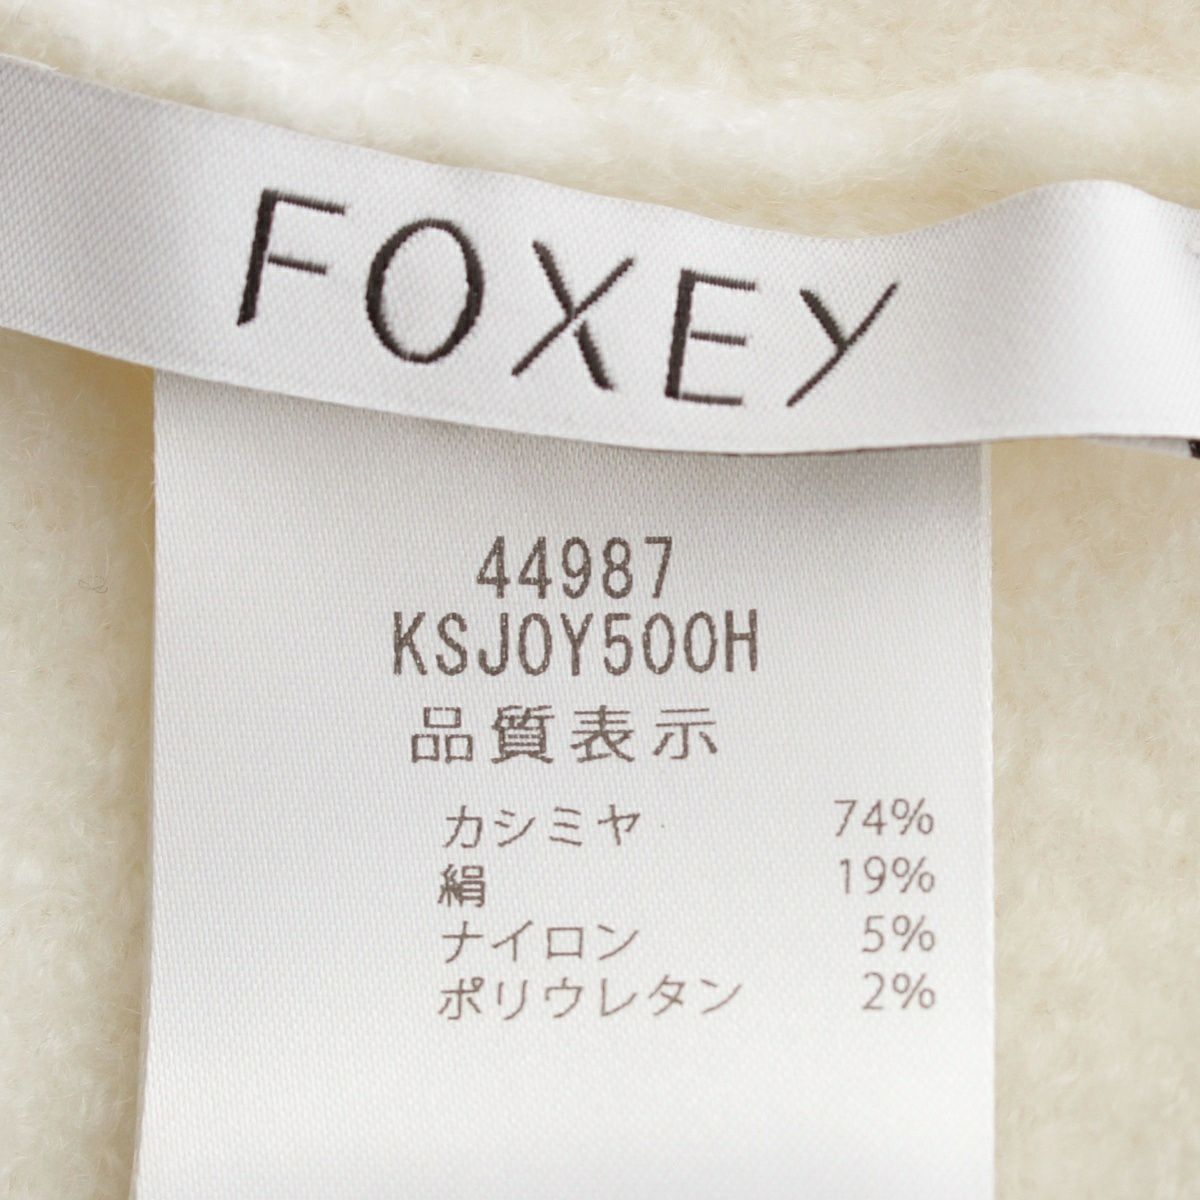 FOXEY
44987
KSJOY500H
品質表示
カシミヤ 74%
絹 19%
ナイロン 5%
ポリウレタン 2%